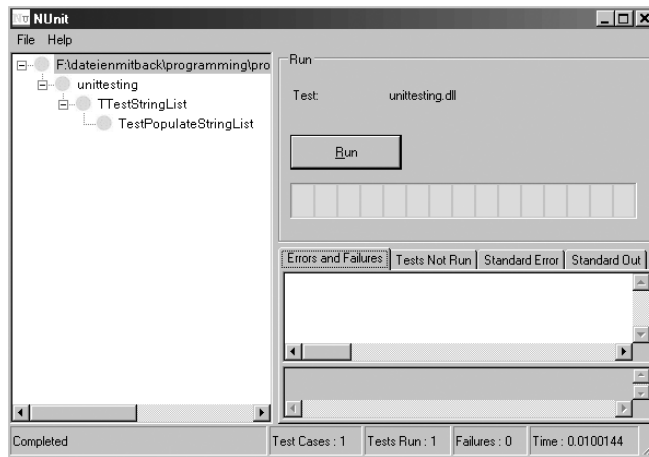 NUnit
File Help
F:\dateienmitback\programming\pro
unittesting
TTestStringList
TestPopulateStringList
Run
Test: unittesting.dll
Run
Errors and Failures Tests Not Run Standard Error Standard Out
Completed Test Cases : 1 Tests Run : 1 Failures : 0 Time : 0.0100144